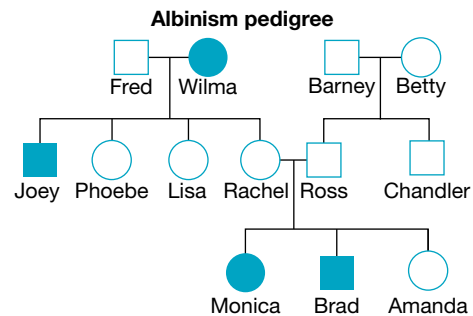 Albinism pedigree
Fred Wilma Barney Betty
Joey Phoebe Lisa Rachel Ross Chandler
Monica Brad Amanda